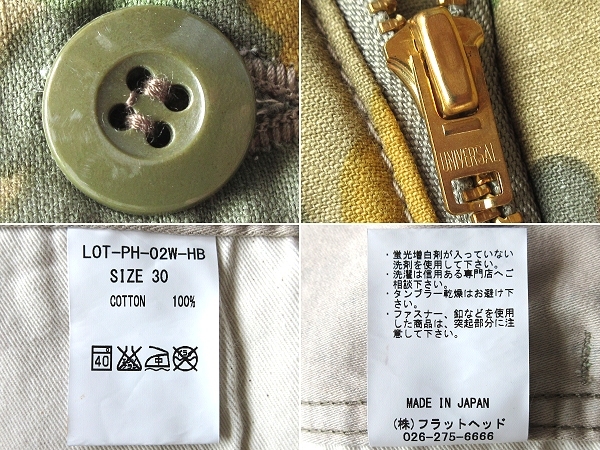 UNIVERSAL
LOT-PH-02W-HB
SIZE 30
COTTON 100%
40
・蛍光増白剤が入っていない
洗剤を使用して下さい。
・洗濯は信用ある専門店へご
相談下さい。
・タンブラー乾燥はお避け下
さい。
・ファスナー、釦などを使用
した商品は、突起部分に注
意して下さい。
MADE IN JAPAN
(株)フラットヘッド
026-275-6666